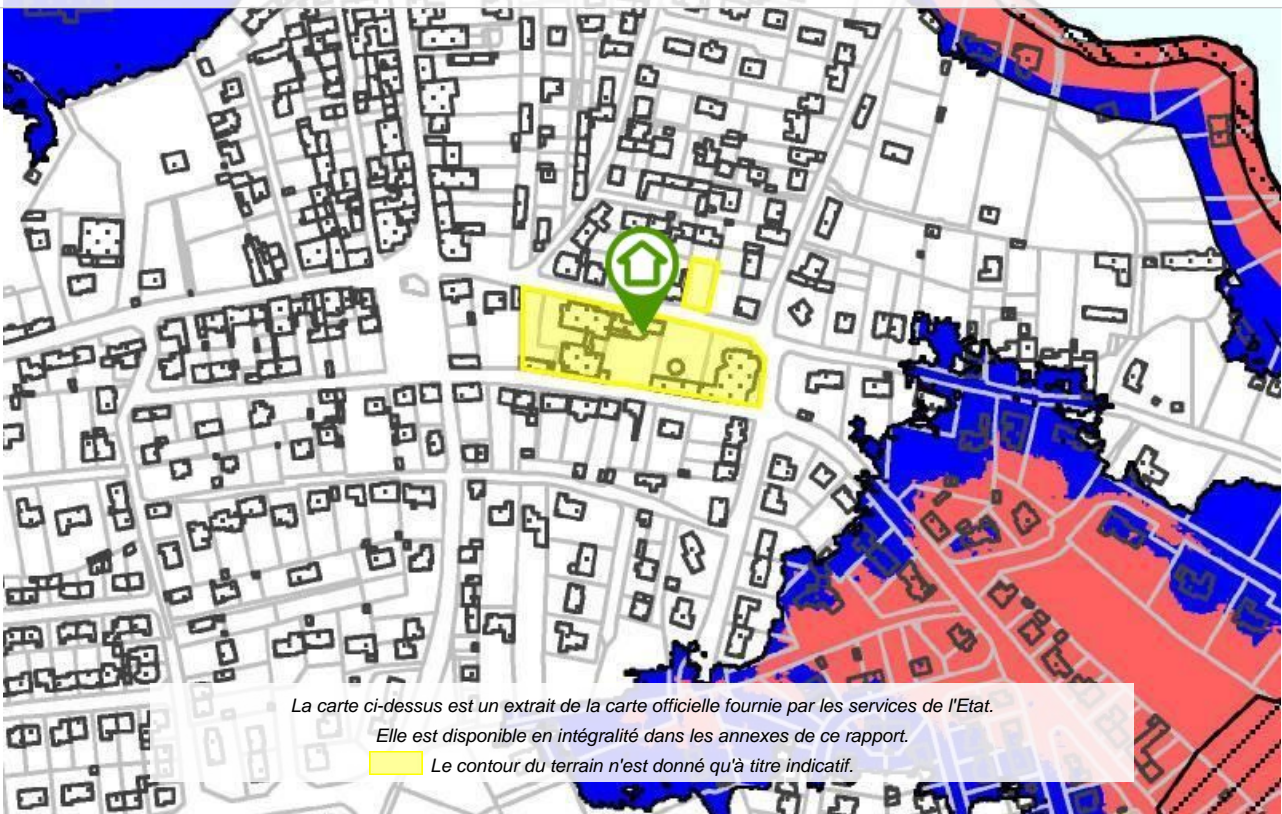 La carte ci-dessus est un extrait de la carte officielle fournie par les services de l'Etat.
Elle est disponible en intégralité dans les annexes de ce rapport.
Le contour du terrain n'est donné qu'à titre indicatif.